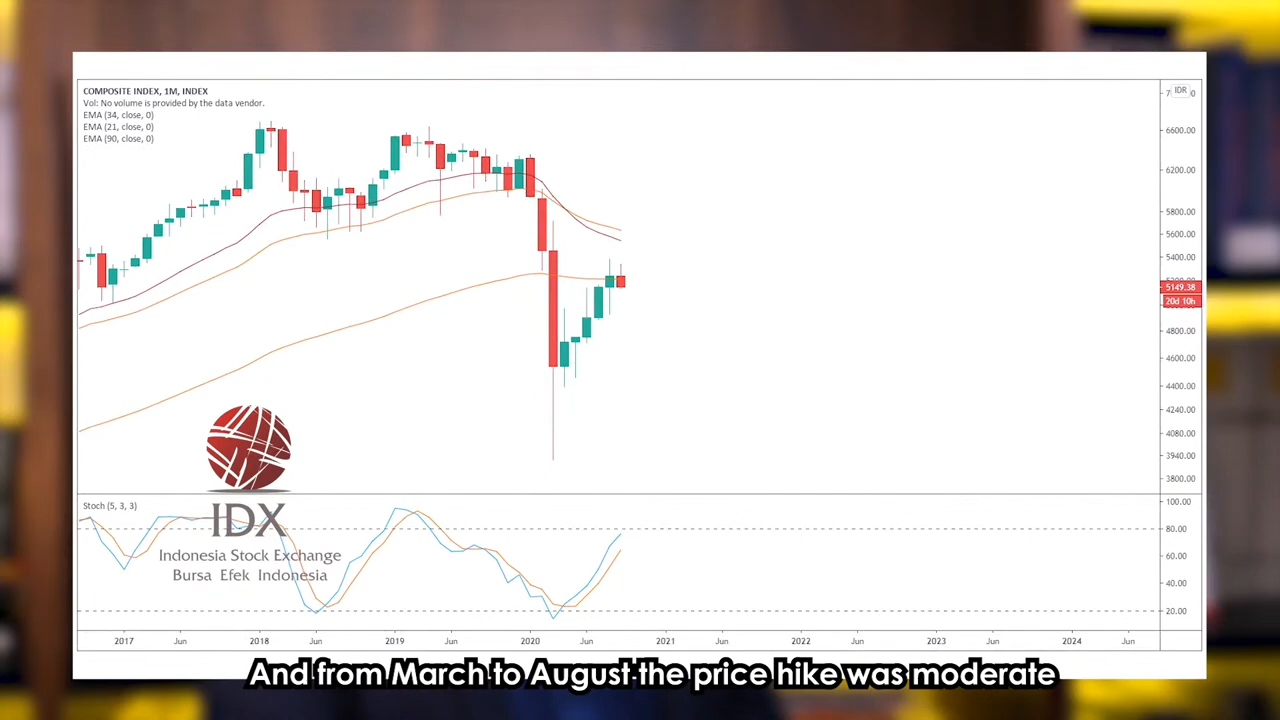 COMPOSITE INDEX, 1M, INDEX
Vol: No volume is provided by the data vendor.
EMA (34, close, 0)
EMA (21, close, 0)
EMA (90, close, 0)
IDR
6600.00
6200.00
5800.00
5600.00
5400.00
5149.38
20d 10h
4800.00
4600.00
4400.00
4240.00
4080.00
3940.00
3800.00
Stoch (5, 3, 3)
100.00
80.00
60.00
40.00
20.00
IDX
Indonesia Stock Exchange
Bursa Efek Indonesia
2017 Jun 2018 Jun 2019 Jun 2020 Jun 2021 Jun 2022 Jun 2023 Jun 2024 Jun
And from March to August the price hike was moderate